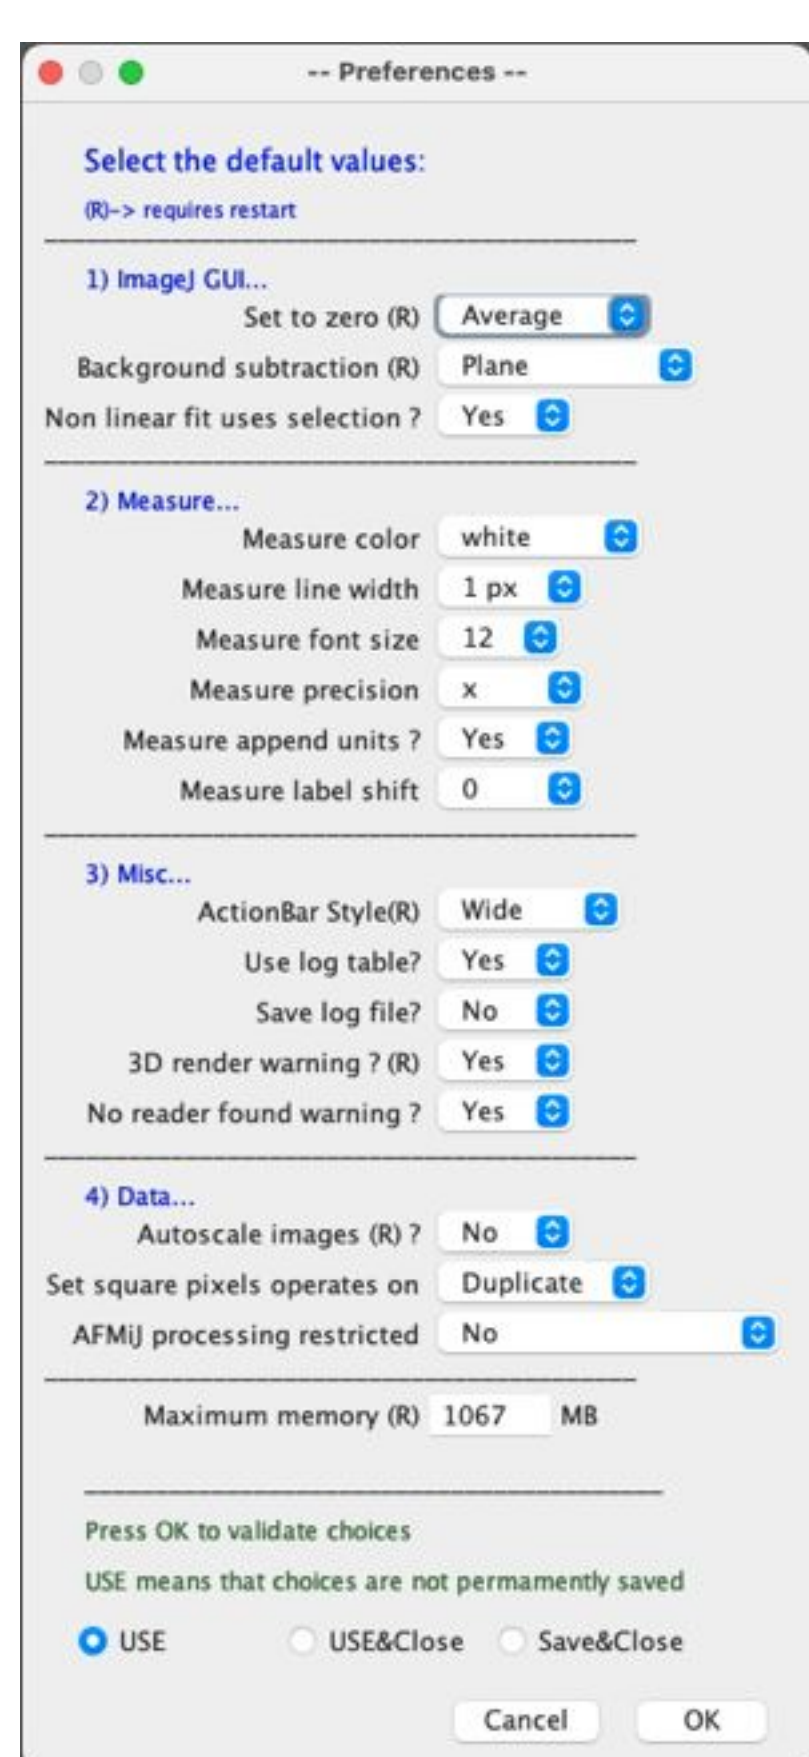 -- Preferences --
Select the default values:
(R)-> requires restart
1) ImageJ GUI...
Set to zero (R) Average
Background subtraction (R) Plane
Non linear fit uses selection ? Yes
2) Measure...
Measure color white
Measure line width 1 px
Measure font size 12
Measure precision x
Measure append units ? Yes
Measure label shift 0
3) Misc...
ActionBar Style(R) Wide
Use log table? Yes
Save log file? No
3D render warning ? (R) Yes
No reader found warning ? Yes
4) Data...
Autoscale images (R) ? No
Set square pixels operates on Duplicate
AFMiJ processing restricted No
Maximum memory (R) 1067 MB
Press OK to validate choices
USE means that choices are not permamently saved
USE USE&Close Save&Close
Cancel OK